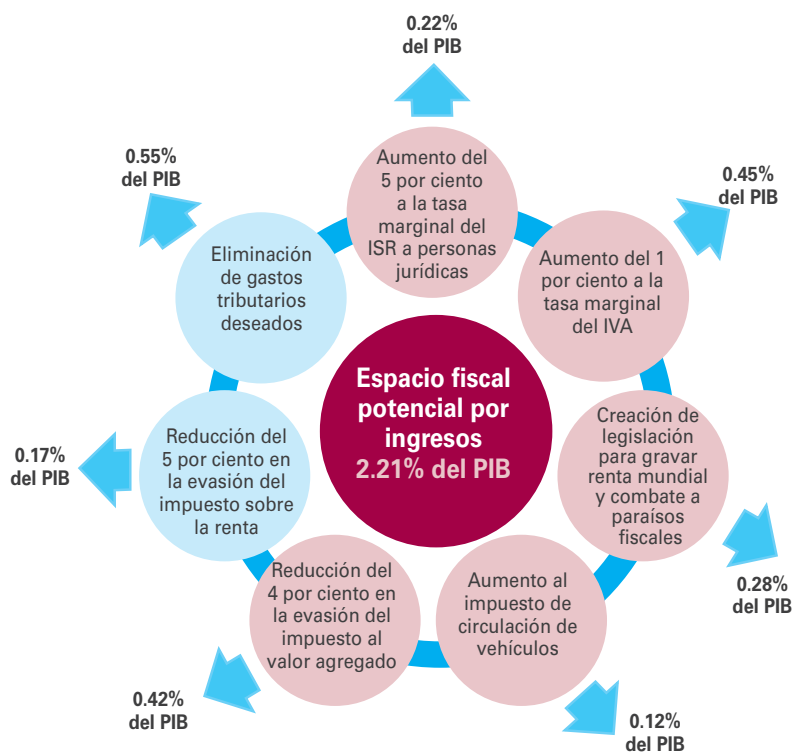 0.22%
del PIB
Aumento del
5 por ciento
a la tasa
marginal del
ISR a personas
jurídicas
0.45%
del PIB
Aumento del 1
por ciento a la
tasa marginal
del IVA
Creación de
legislación
para gravar
renta mundial
y combate a
paraísos
fiscales
0.28%
del PIB
Aumento al
impuesto de
circulación de
vehículos
0.12%
del PIB
Reducción del
4 por ciento en
la evasión del
impuesto al
valor agregado
0.42%
del PIB
Reducción del
5 por ciento en
la evasión del
impuesto sobre
la renta
0.17%
del PIB
Eliminación
de gastos
tributarios
deseados
0.55%
del PIB
Espacio fiscal
potencial por
ingresos
2.21% del PIB